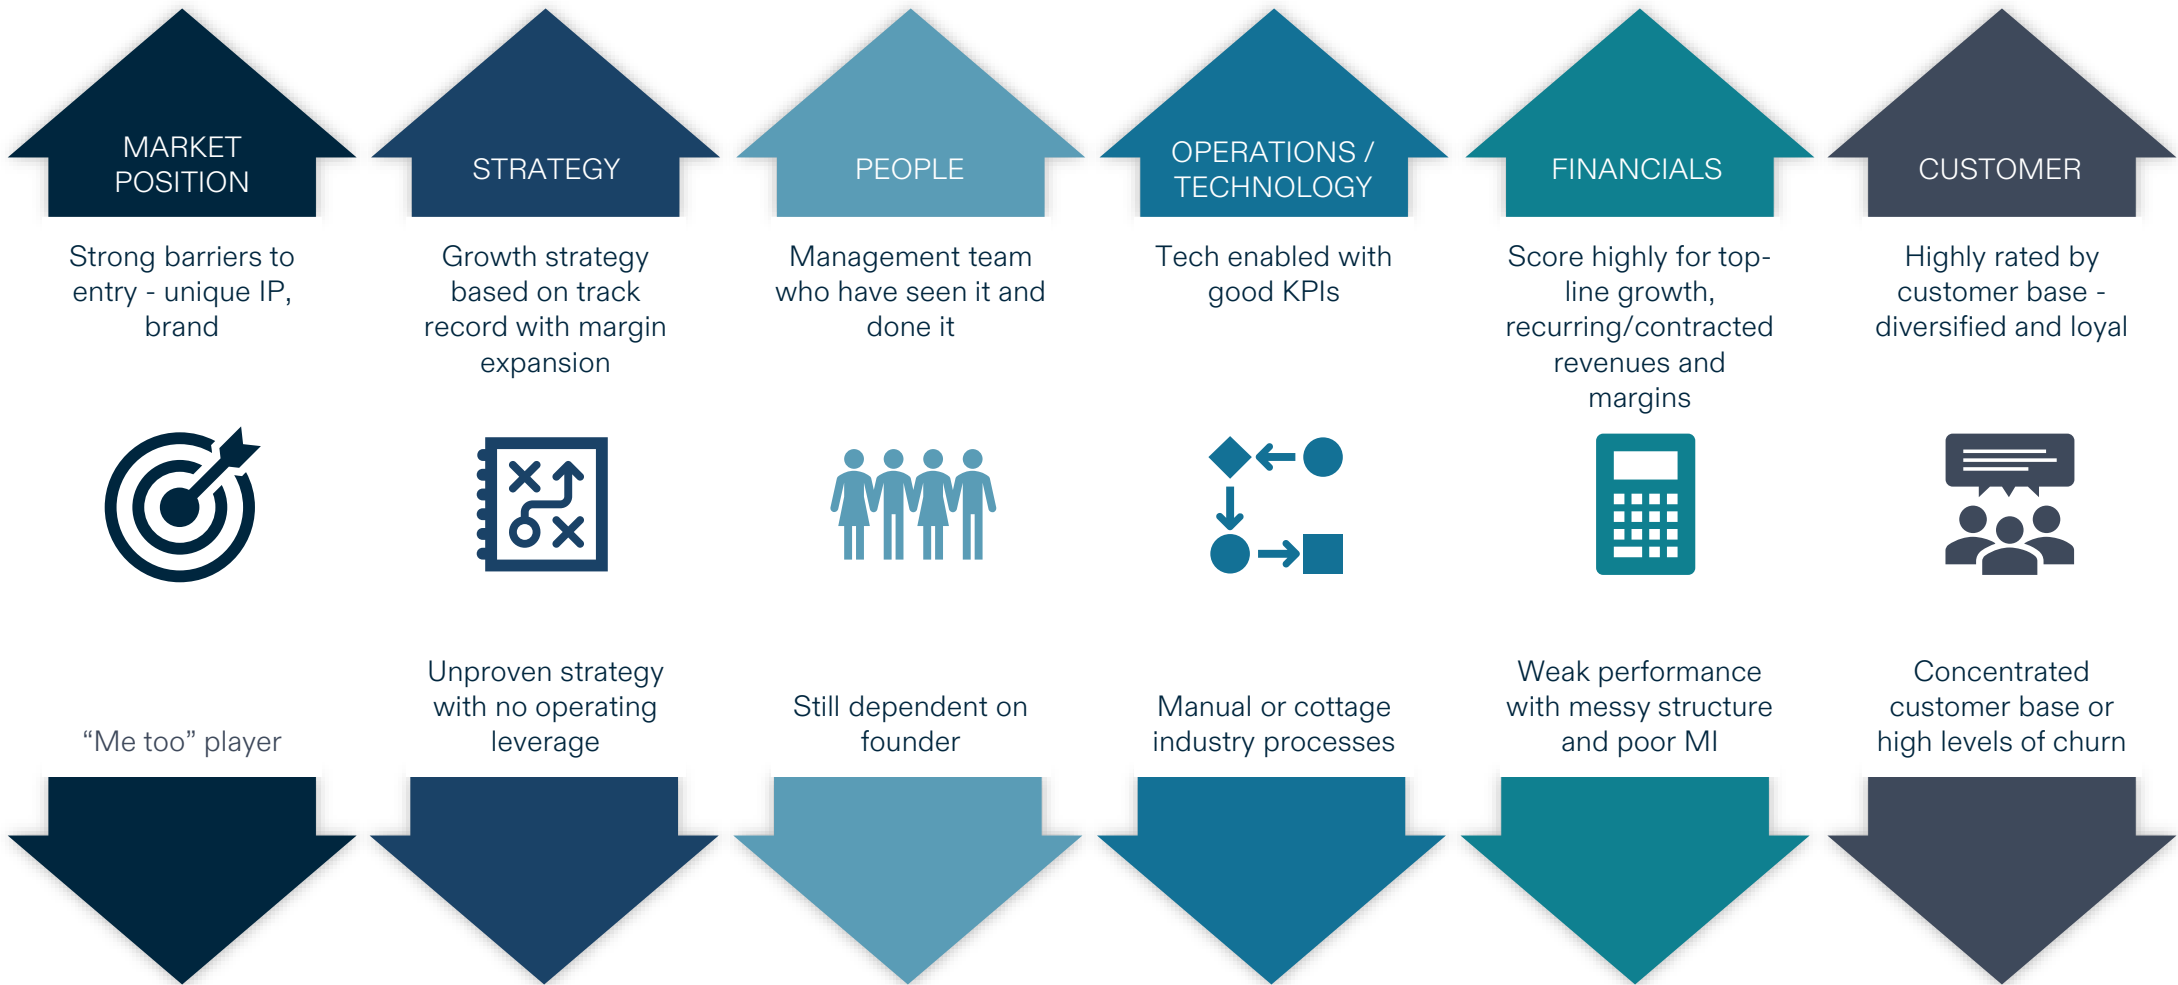 MARKET
POSITION
Strong barriers to
entry - unique IP,
brand
"Me too" player
STRATEGY
Growth strategy
based on track
record with margin
expansion
Unproven strategy
with no operating
leverage
PEOPLE
Management team
who have seen it and
done it
Still dependent on
founder
OPERATIONS /
TECHNOLOGY
Tech enabled with
good KPIs
Manual or cottage
industry processes
FINANCIALS
Score highly for top-
line growth,
recurring/contracted
revenues and
margins
Weak performance
with messy structure
and poor MI
CUSTOMER
Highly rated by
customer base -
diversified and loyal
Concentrated
customer base or
high levels of churn